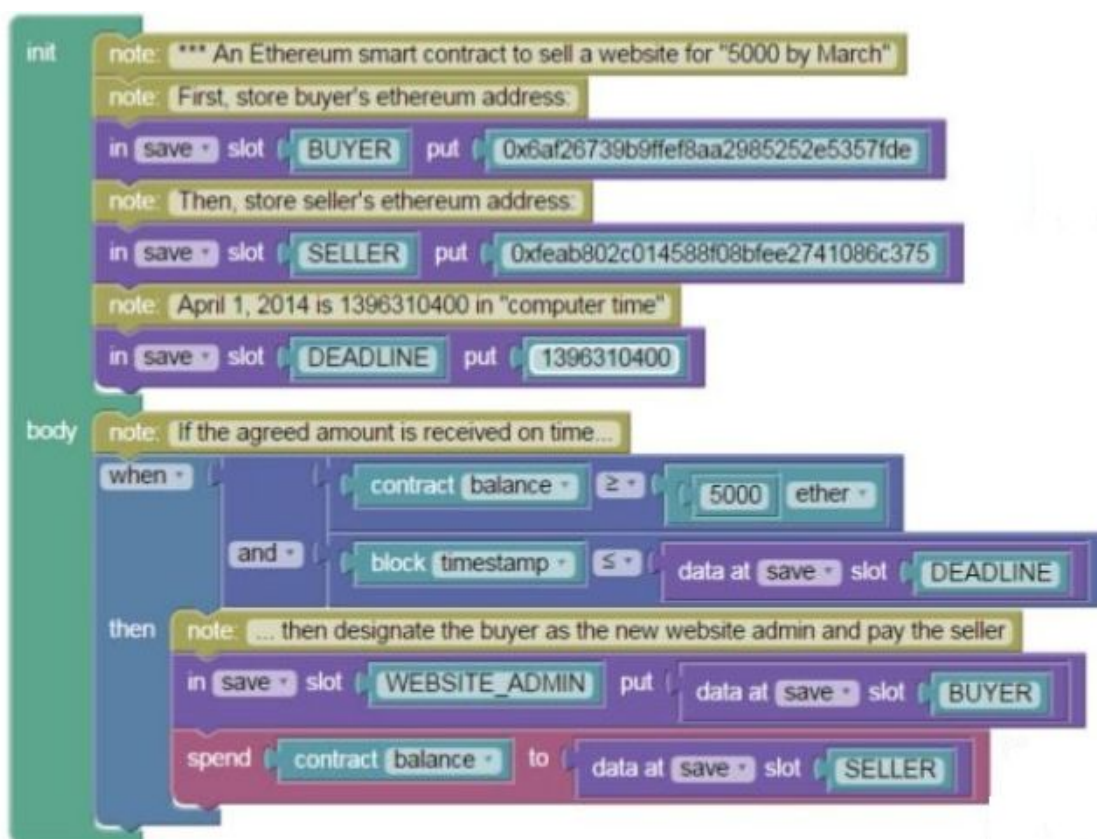 init note: *** An Ethereum smart contract to sell a website for "5000 by March"
note: First, store buyer's ethereum address:
in save slot BUYER put 0x6af26739b9ffef8aa2985252e5357fde
note: Then, store seller's ethereum address:
in save slot SELLER put 0xfeab802c014588f08bfee2741086c375
note: April 1, 2014 is 1396310400 in "computer time"
in save slot DEADLINE put 1396310400
body note: If the agreed amount is received on time...
when contract balance ≥ 5000 ether
and block timestamp ≤ data at save slot DEADLINE
then note: ... then designate the buyer as the new website admin and pay the seller
in save slot WEBSITE_ADMIN put data at save slot BUYER
spend contract balance to data at save slot SELLER